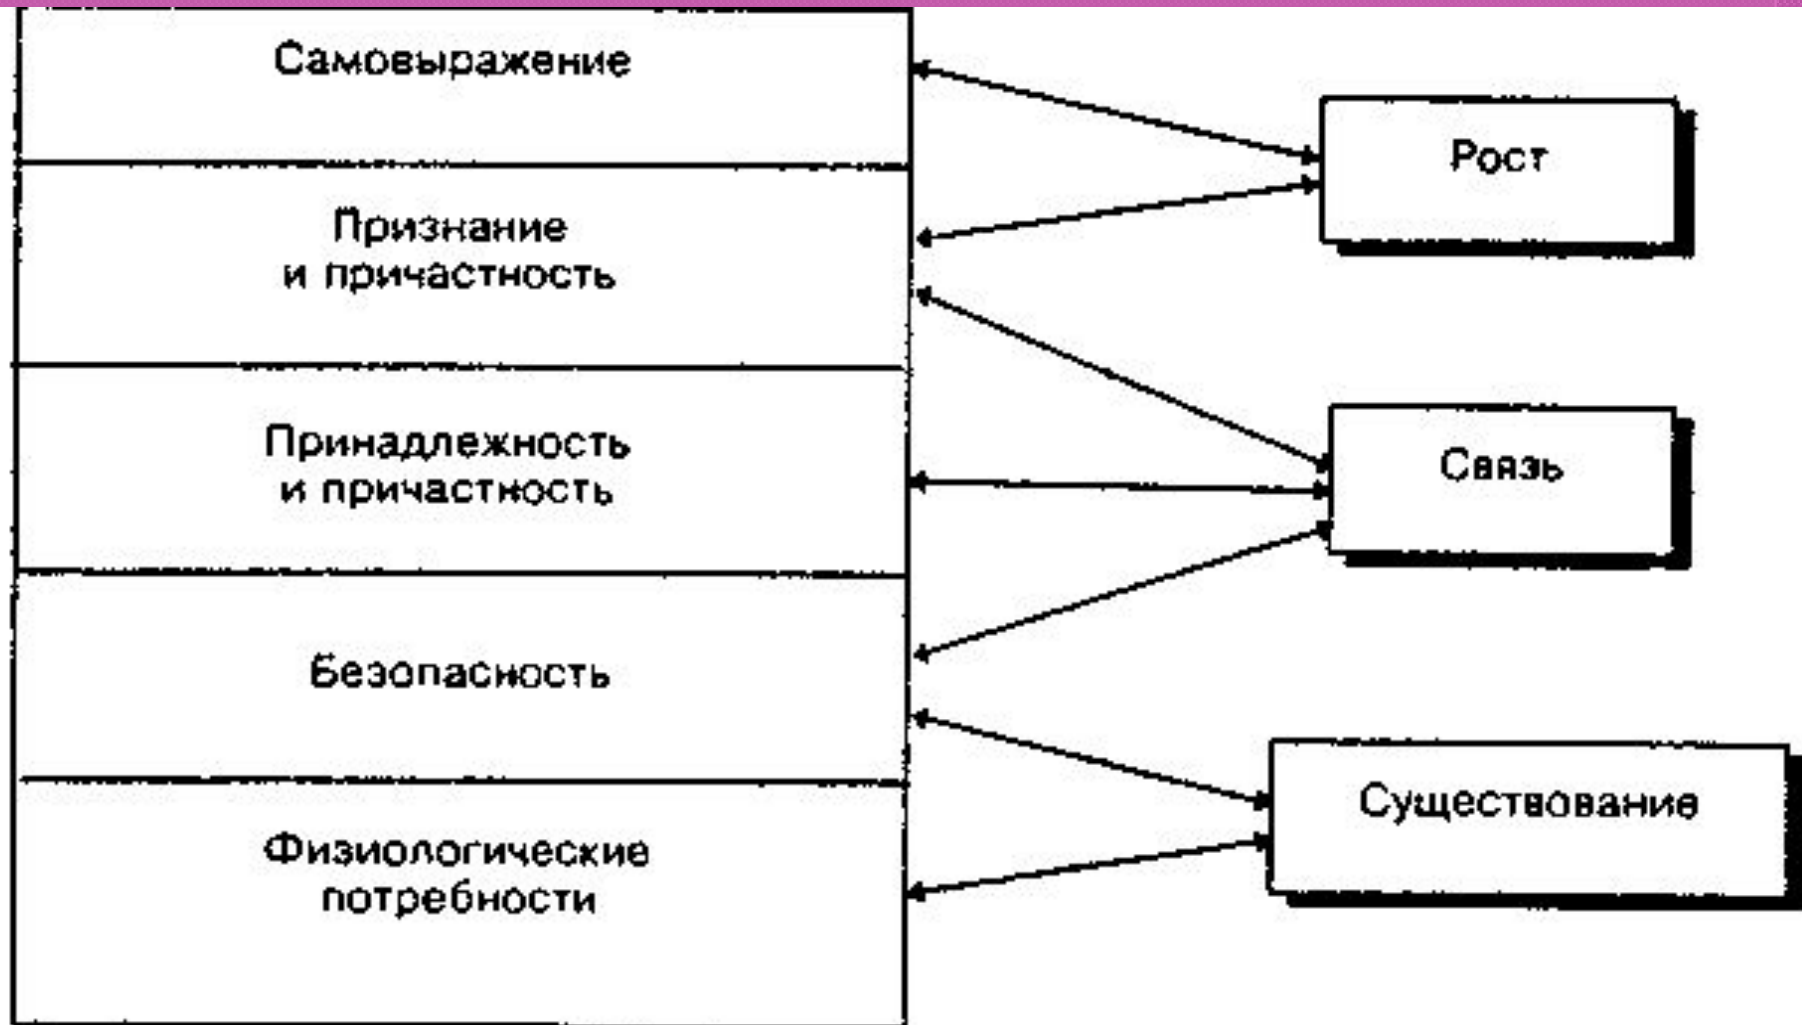 Самовыражение
Признание
и причастность
Принадлежность
и причастность
Безопасность
Физиологические
потребности
Рост
Связь
Существование